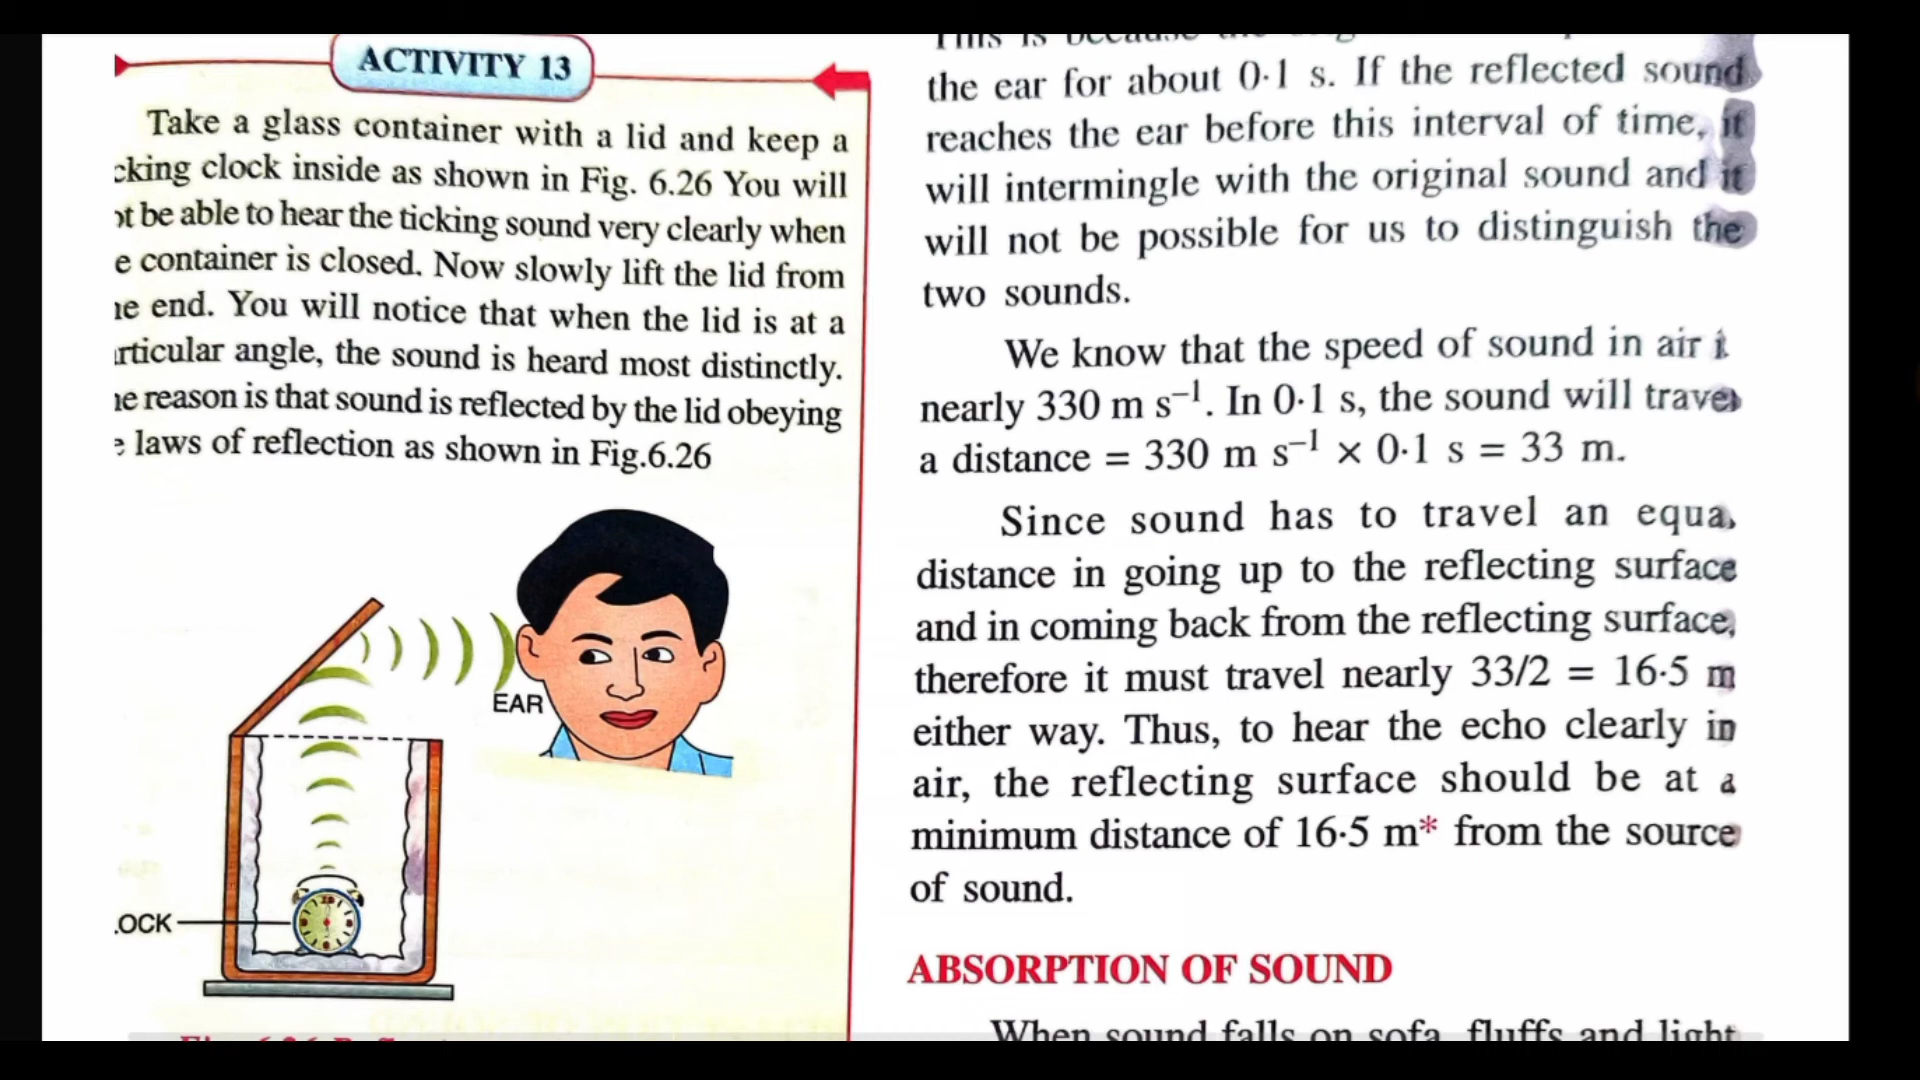 ACTIVITY 13
Take a glass container with a lid and keep a
cking clock inside as shown in Fig. 6.26 You will
ot be able to hear the ticking sound very clearly when
e container is closed. Now slowly lift the lid from
ne end. You will notice that when the lid is at a
rticular angle, the sound is heard most distinctly.
he reason is that sound is reflected by the lid obeying
e laws of reflection as shown in Fig.6.26
EAR
LOCK
This is because the
the ear for about 0·1 s. If the reflected sound
reaches the ear before this interval of time, it
will intermingle with the original sound and it
will not be possible for us to distinguish the
two sounds.
We know that the speed of sound in air i
nearly 330 m s⁻¹. In 0·1 s, the sound will travel
a distance = 330 m s⁻¹ × 0·1 s = 33 m.
Since sound has to travel an equal
distance in going up to the reflecting surface
and in coming back from the reflecting surface,
therefore it must travel nearly 33/2 = 16·5 m
either way. Thus, to hear the echo clearly in
air, the reflecting surface should be at a
minimum distance of 16·5 m* from the source
of sound.
ABSORPTION OF SOUND
When sound falls on sofa, fluffs and light